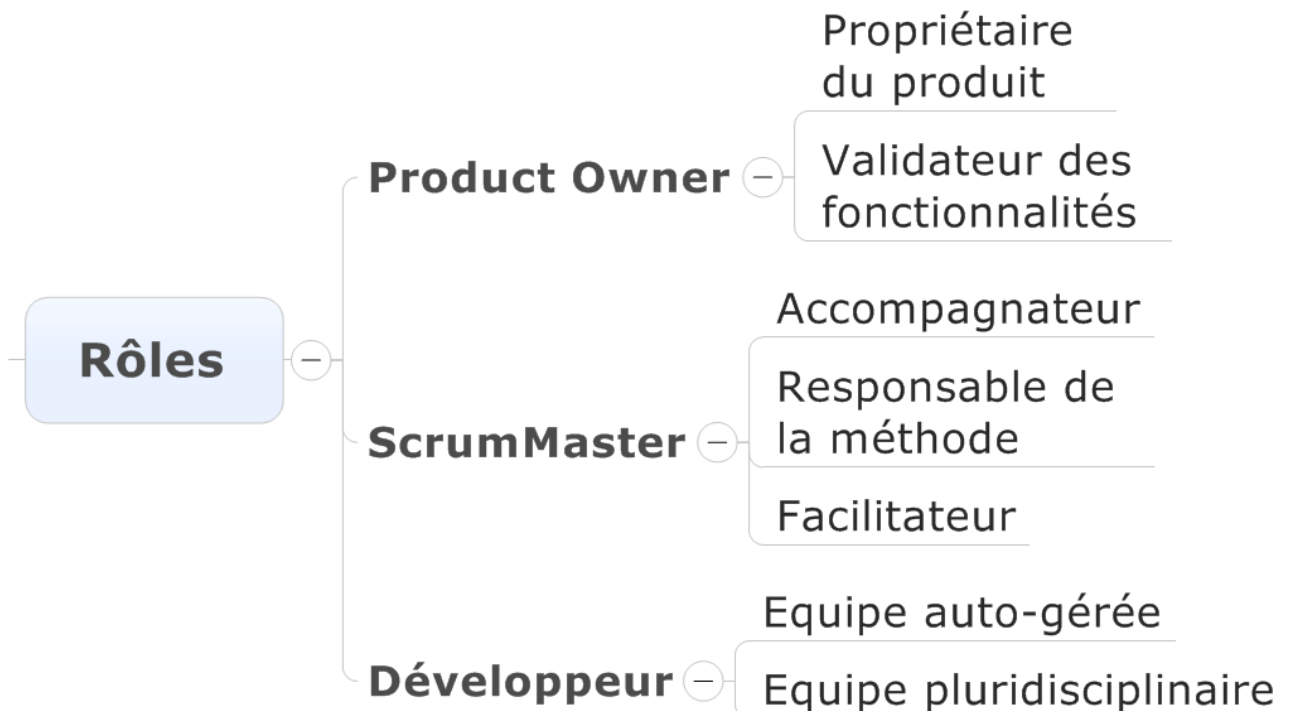 Rôles
Product Owner
Propriétaire
du produit
Validateur des
fonctionnalités
ScrumMaster
Accompagnateur
Responsable de
la méthode
Facilitateur
Développeur
Equipe auto-gérée
Equipe pluridisciplinaire